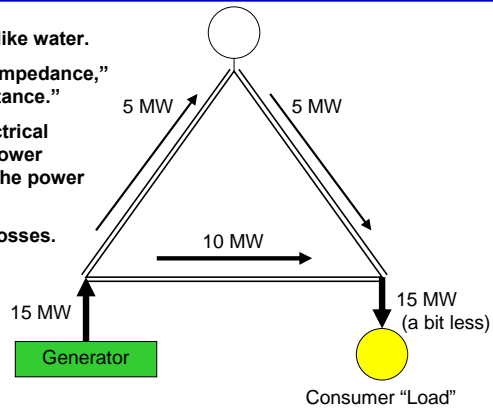 like water.
mpedance,”
tance.”
ctrical
ower
he power
osses.
5 MW
5 MW
10 MW
15 MW
15 MW
(a bit less)
Generator
Consumer “Load”